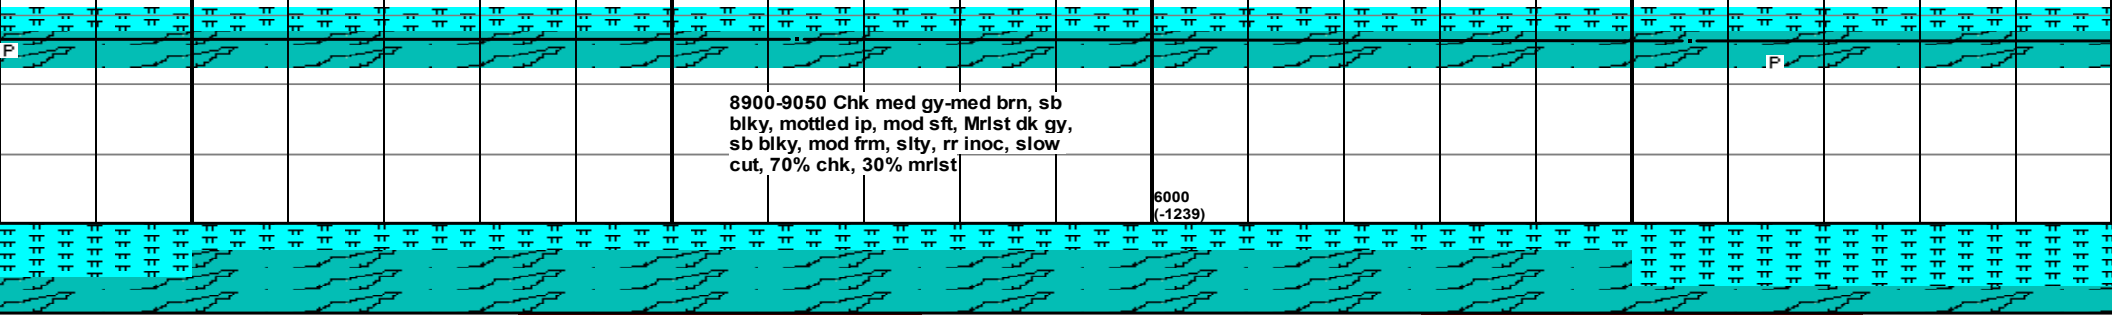 P
P
8900-9050 Chk med gy-med brn, sb
blky, mottled ip, mod sft, Mrlst dk gy,
sb blky, mod frm, slty, rr inoc, slow
cut, 70% chk, 30% mrlst
6000
(-1239)